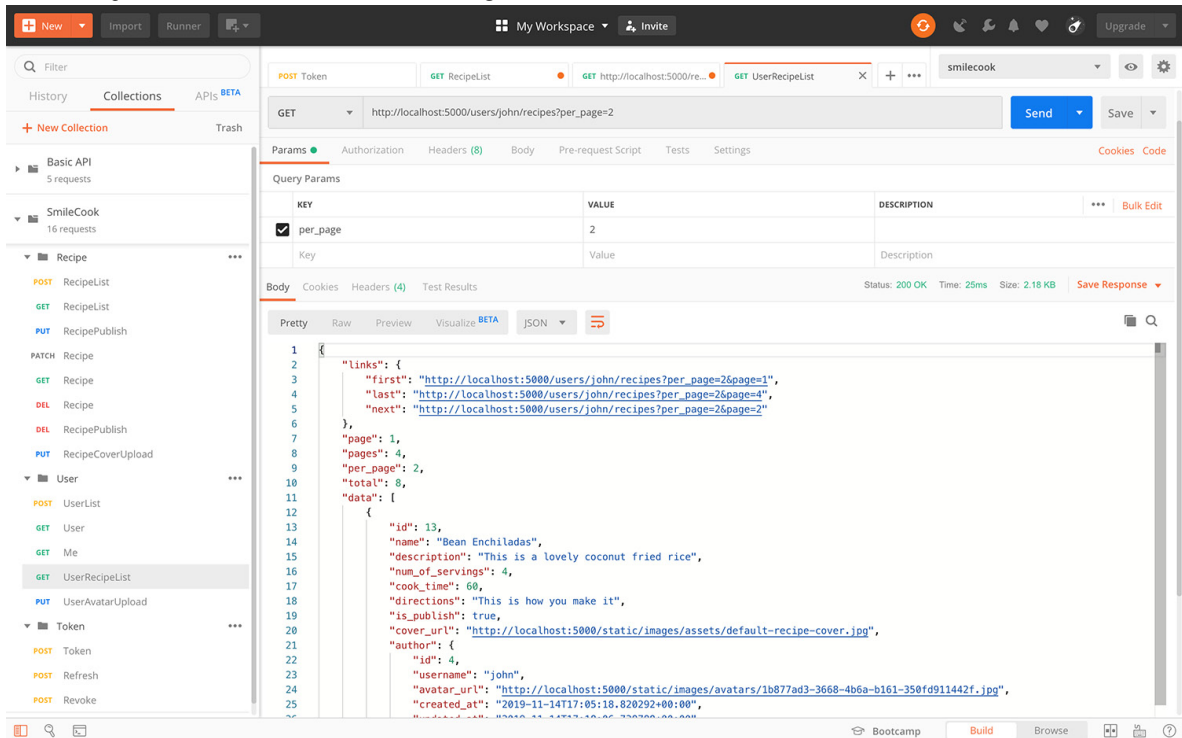 New Import Runner My Workspace Invite Upgrade
Filter
History Collections APIs BETA
+ New Collection Trash
Basic API
5 requests
SmileCook
16 requests
Recipe
POST RecipeList
GET RecipeList
PUT RecipePublish
PATCH Recipe
GET Recipe
DEL Recipe
DEL RecipePublish
PUT RecipeCoverUpload
User
POST UserList
GET User
GET Me
GET UserRecipeList
PUT UserAvatarUpload
Token
POST Token
POST Refresh
POST Revoke
POST Token GET RecipeList GET http://localhost:5000/re... GET UserRecipeList smilecook
GET http://localhost:5000/users/john/recipes?per_page=2 Send Save
Params Authorization Headers (8) Body Pre-request Script Tests Settings Cookies Code
Query Params
KEY VALUE DESCRIPTION Bulk Edit
per_page 2
Key Value Description
Body Cookies Headers (4) Test Results Status: 200 OK Time: 25ms Size: 2.18 KB Save Response
Pretty Raw Preview Visualize BETA JSON
1 {
2 "links": {
3 "first": "http://localhost:5000/users/john/recipes?per_page=2&page=1",
4 "last": "http://localhost:5000/users/john/recipes?per_page=2&page=4",
5 "next": "http://localhost:5000/users/john/recipes?per_page=2&page=2"
6 },
7 "page": 1,
8 "pages": 4,
9 "per_page": 2,
10 "total": 8,
11 "data": [
12 {
13 "id": 13,
14 "name": "Bean Enchiladas",
15 "description": "This is a lovely coconut fried rice",
16 "num_of_servings": 4,
17 "cook_time": 60,
18 "directions": "This is how you make it",
19 "is_publish": true,
20 "cover_url": "http://localhost:5000/static/images/assets/default-recipe-cover.jpg",
21 "author": {
22 "id": 4,
23 "username": "john",
24 "avatar_url": "http://localhost:5000/static/images/avatars/1b877ad3-3668-4b6a-b161-350fd911442f.jpg",
25 "created_at": "2019-11-14T17:05:18.820292+00:00",
Bootcamp Build Browse